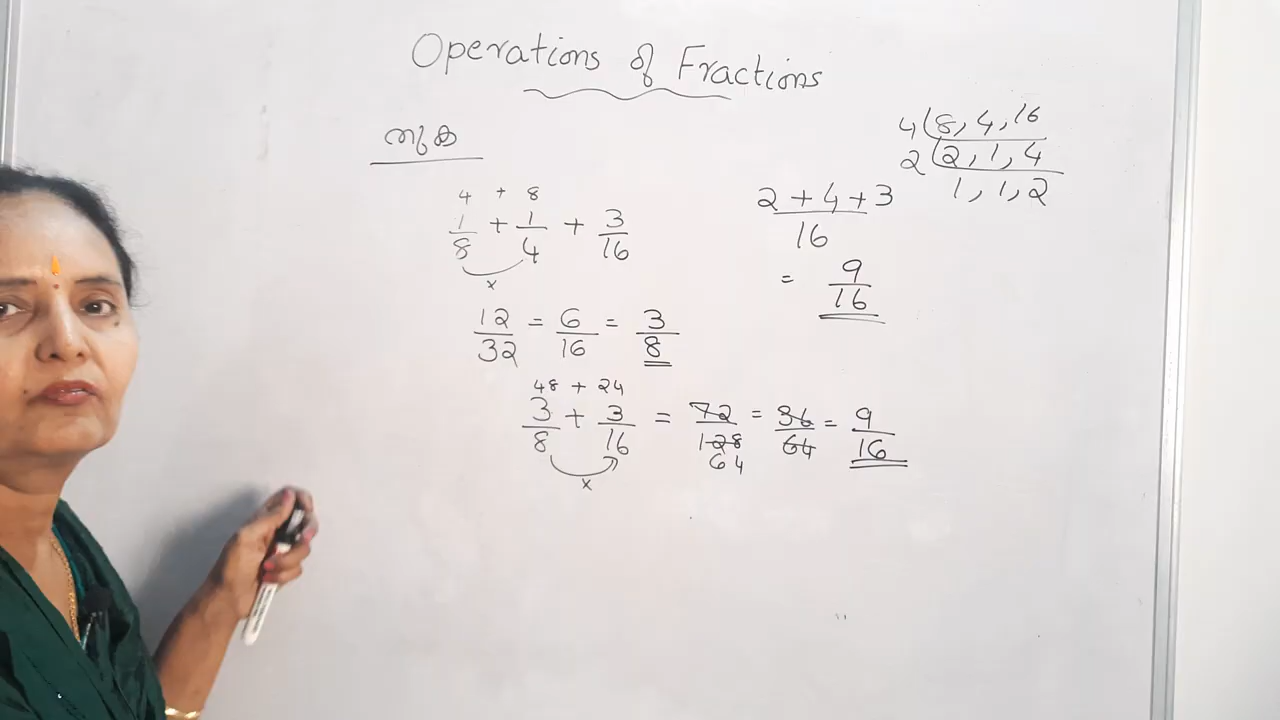 Operations of Fractions
തുക
4 + 8
1/8 + 1/4 + 3/16
x
12/32 = 6/16 = 3/8
48 + 24
3/8 + 3/16 = 72/128 = 36/64 = 9/16
64
x
4 (8, 4, 16
2 (2, 1, 4
1, 1, 2
2 + 4 + 3
16
= 9/16